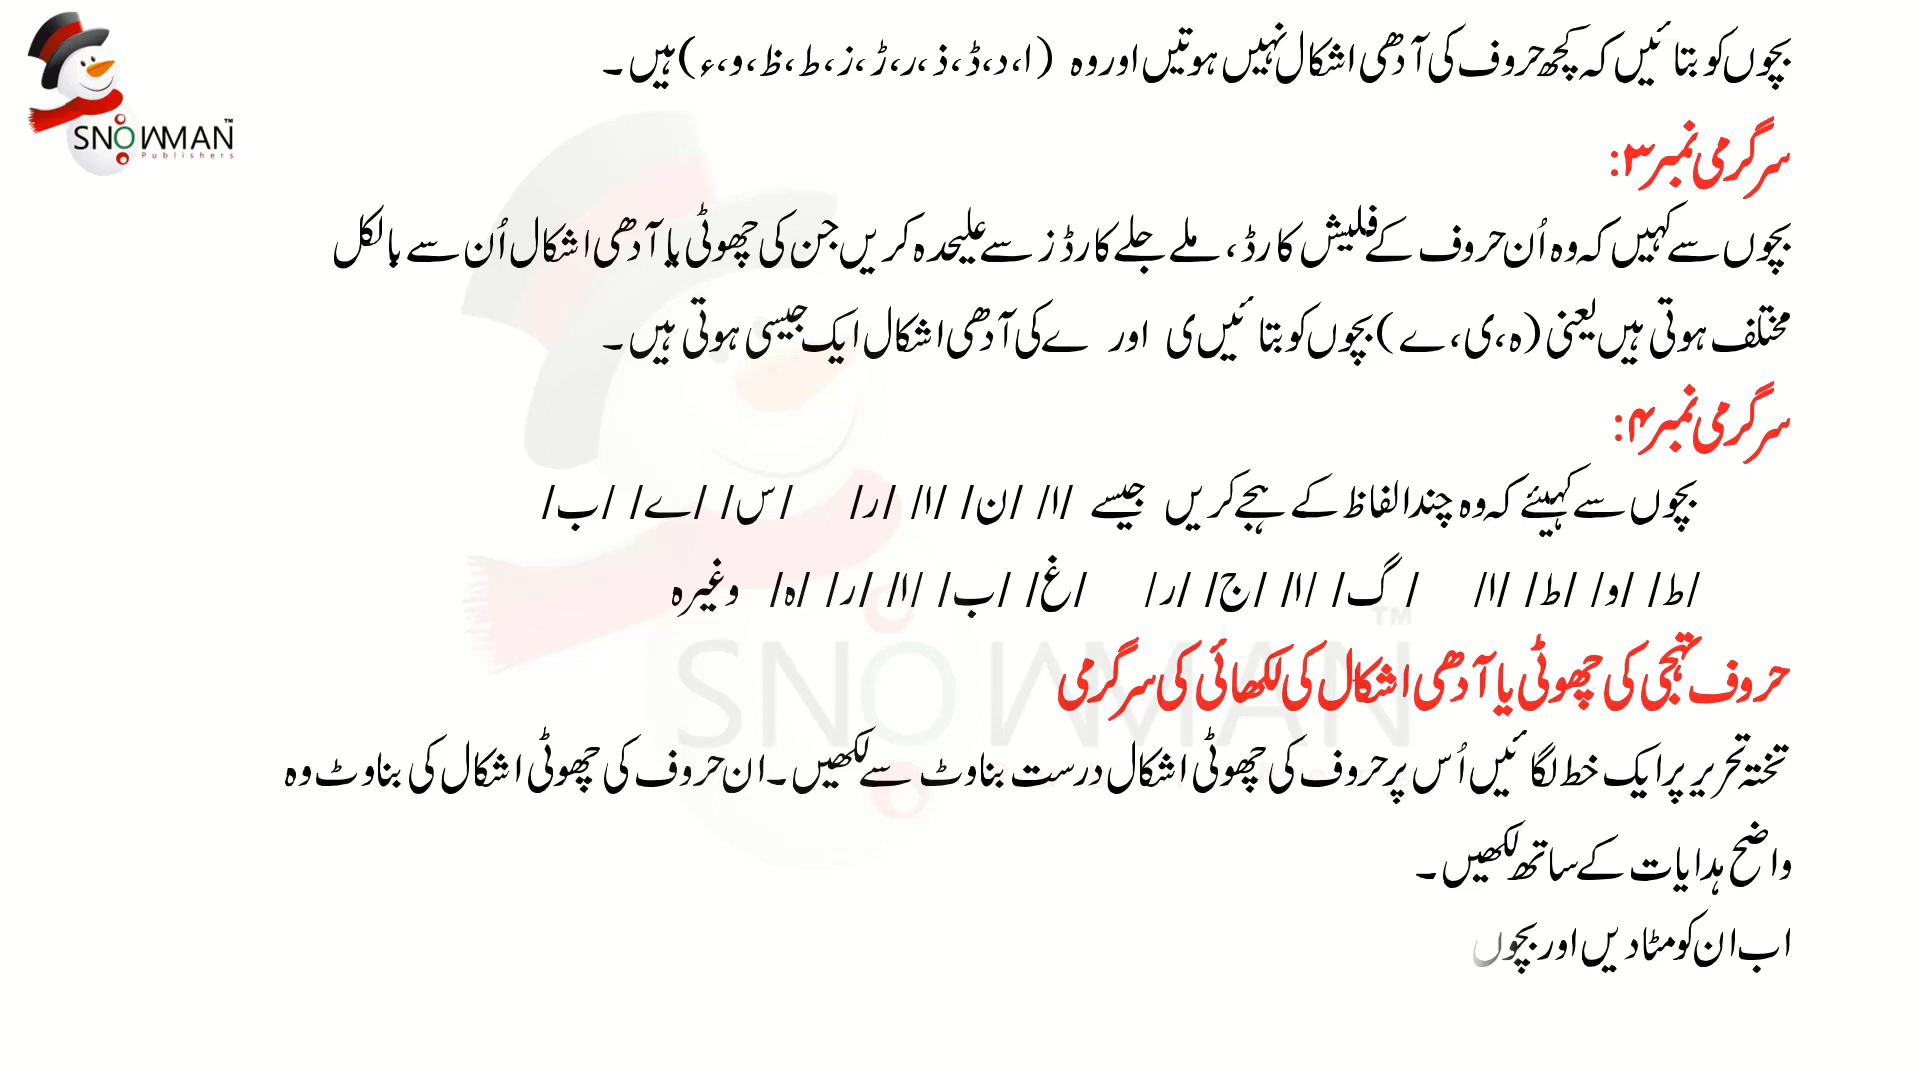 SNOWMAN™
Publishers
بچوں کو بتائیں کہ کچھ حروف کی آدھی اشکال نہیں ہوتیں اور وہ (ا،د،ڈ،ذ،ر،ڑ،ز،ط،ظ،و،ء) ہیں۔
سرگرمی نمبر ۳:
بچوں سے کہیں کہ وہ اُن حروف کے فلیش کارڈ، ملے جلے کارڈز سے علیحدہ کریں جن کی چھوٹی یا آدھی اشکال اُن سے بالکل
مختلف ہوتی ہیں یعنی (ہ،ی،ے) بچوں کو بتائیں ی اور ے کی آدھی اشکال ایک جیسی ہوتی ہیں۔
سرگرمی نمبر ۴:
بچوں سے کہیئے کہ وہ چند الفاظ کے ہجے کریں جیسے /ا/ /ن/ /ا/ /ر/ /س/ /ے/ /ب/
/ط/ /و/ /ط/ /ا/ /گ/ /ا/ /ج/ /ر/ /غ/ /ب/ /ا/ /ر/ /ہ/ وغیرہ
حروف تہجی کی چھوٹی یا آدھی اشکال کی لکھائی کی سرگرمی
تختۂ تحریر پر ایک خط لگائیں اُس پر حروف کی چھوٹی اشکال درست بناوٹ سے لکھیں۔ ان حروف کی چھوٹی اشکال کی بناوٹ وہ
واضح ہدایات کے ساتھ لکھیں۔
اب ان کو مٹا دیں اور بچوں
SNOWMAN™